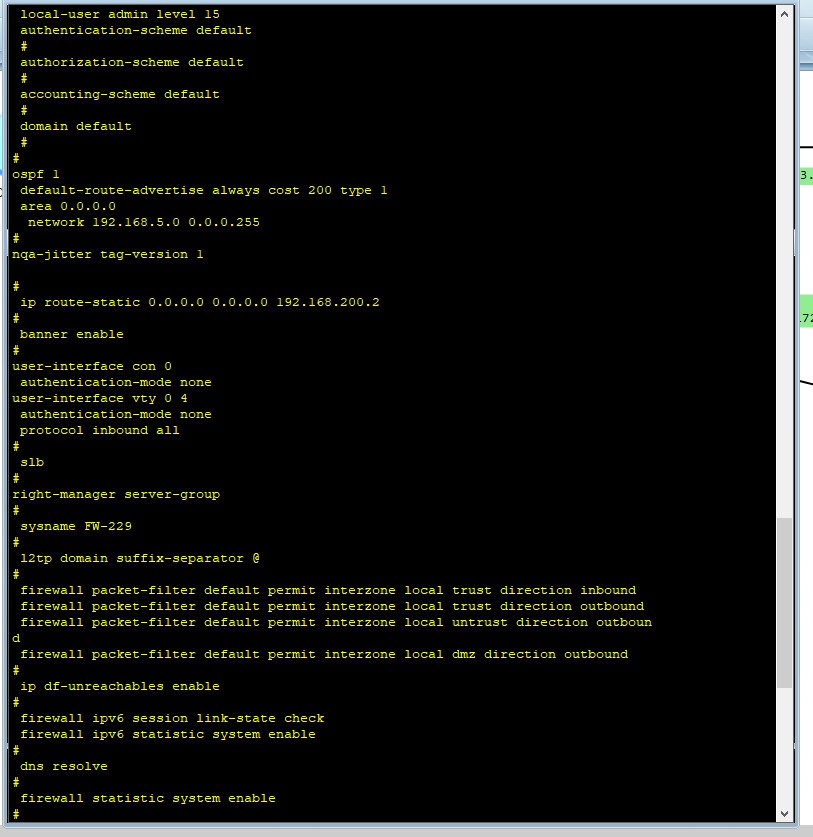 local-user admin level 15
authentication-scheme default
#
authorization-scheme default
#
accounting-scheme default
#
domain default
#
#
ospf 1
default-route-advertise always cost 200 type 1
area 0.0.0.0
network 192.168.5.0 0.0.0.255
#
nqa-jitter tag-version 1
#
ip route-static 0.0.0.0 0.0.0.0 192.168.200.2
#
banner enable
#
user-interface con 0
authentication-mode none
user-interface vty 0 4
authentication-mode none
protocol inbound all
#
slb
#
right-manager server-group
#
sysname FW-229
#
l2tp domain suffix-separator @
#
firewall packet-filter default permit interzone local trust direction inbound
firewall packet-filter default permit interzone local trust direction outbound
firewall packet-filter default permit interzone local untrust direction outboun
d
firewall packet-filter default permit interzone local dmz direction outbound
#
ip df-unreachables enable
#
firewall ipv6 session link-state check
firewall ipv6 statistic system enable
#
dns resolve
#
firewall statistic system enable
#
3.
.72